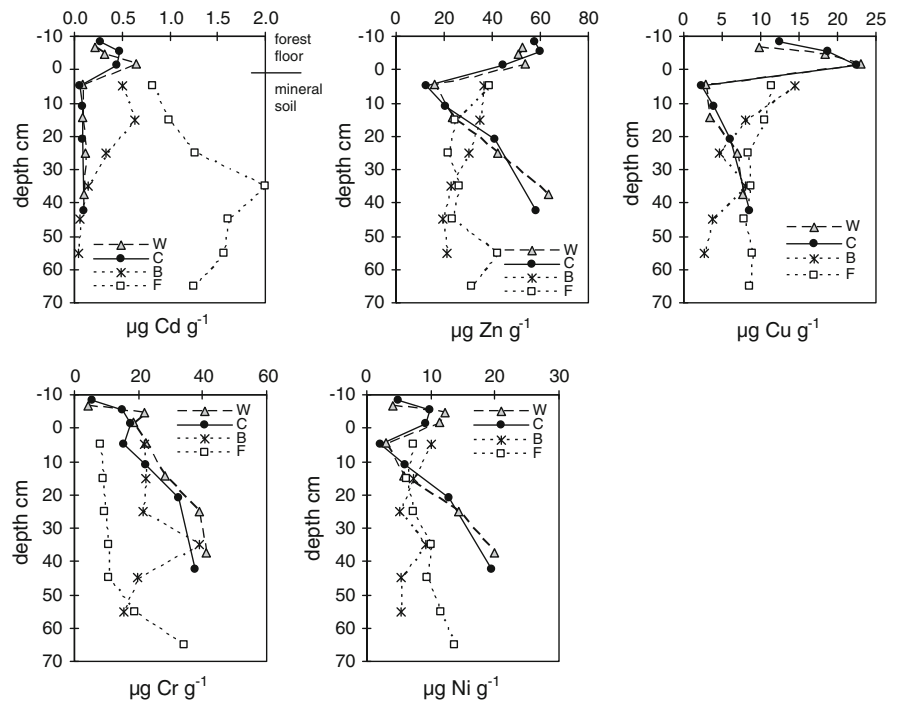 0.0 0.5 1.0 1.5 2.0
-10
0
10
20
30
40
50
60
70
depth cm
forest
floor
mineral
soil
W
C
B
F
µg Cd g-1
0 20 40 60 80
-10
0
10
20
30
40
50
60
70
depth cm
W
C
B
F
µg Zn g-1
0 5 10 15 20 25
-10
0
10
20
30
40
50
60
70
depth cm
W
C
B
F
µg Cu g-1
0 20 40 60
-10
0
10
20
30
40
50
60
70
depth cm
W
C
B
F
µg Cr g-1
0 10 20 30
-10
0
10
20
30
40
50
60
70
depth cm
W
C
B
F
µg Ni g-1